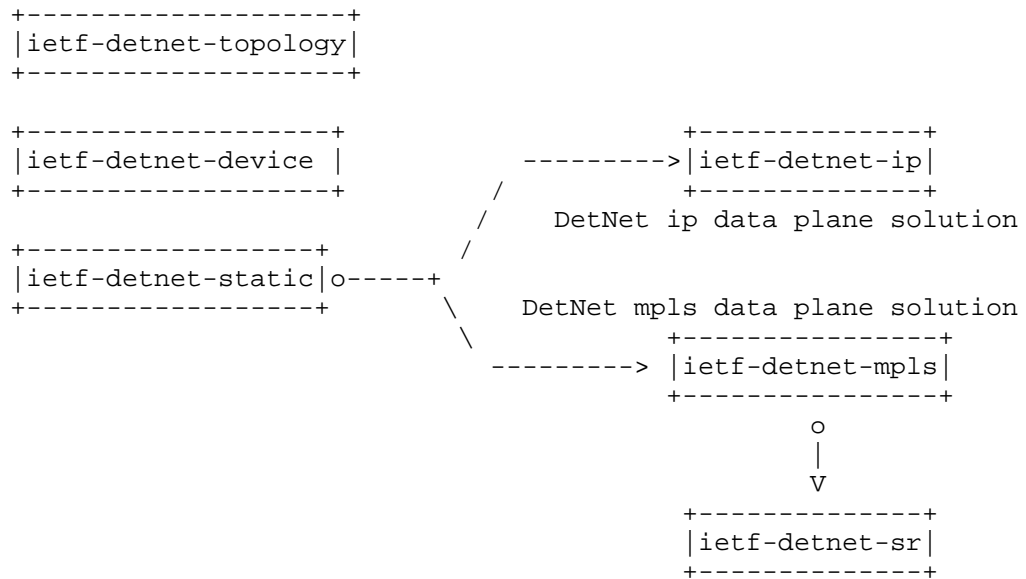 ietf-detnet-topology
ietf-detnet-device
ietf-detnet-ip
DetNet ip data plane solution
ietf-detnet-static
DetNet mpls data plane solution
ietf-detnet-mpls
ietf-detnet-sr